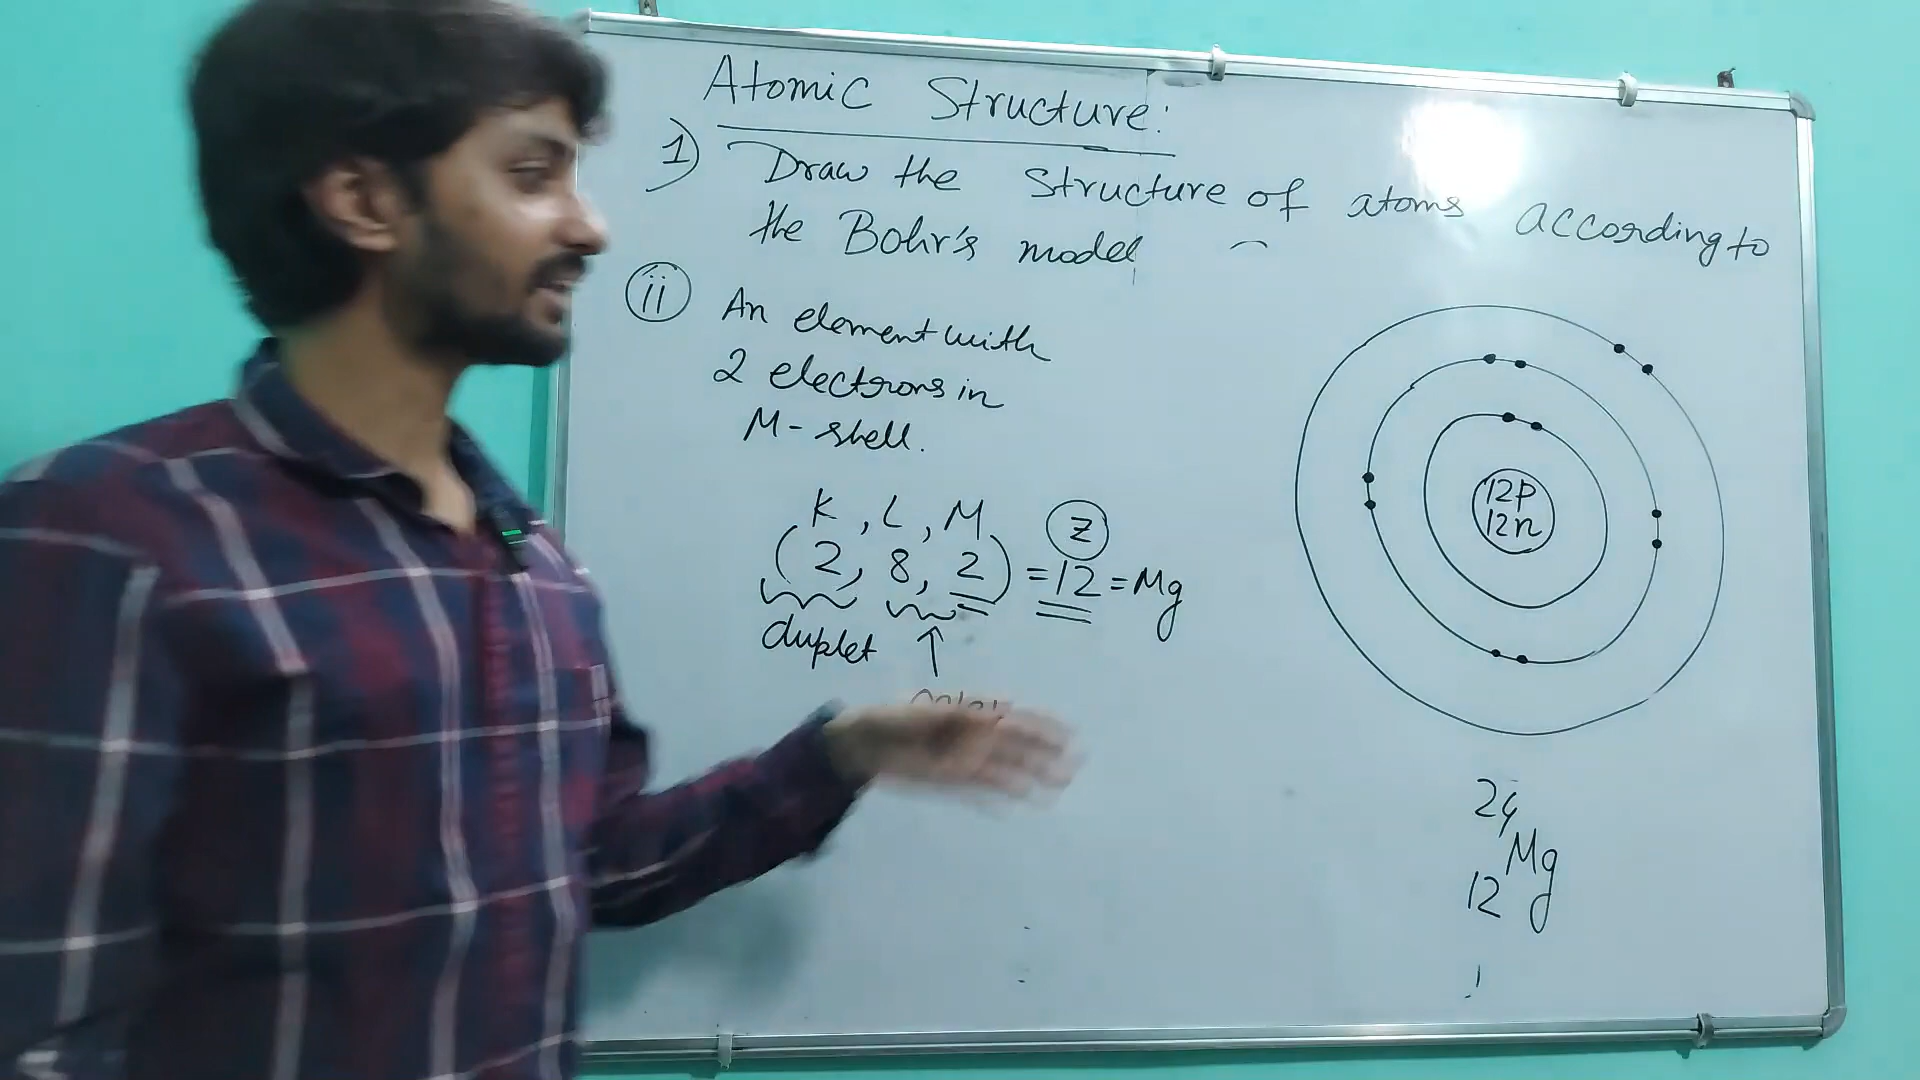 Atomic Structure:
1) Draw the structure of atoms according to
the Bohr's model
ii An element with
2 electrons in
M-shell.
K, L, M
(2, 8, 2) = 12 = Mg
Z
duplet
12p
12n
24
Mg
12